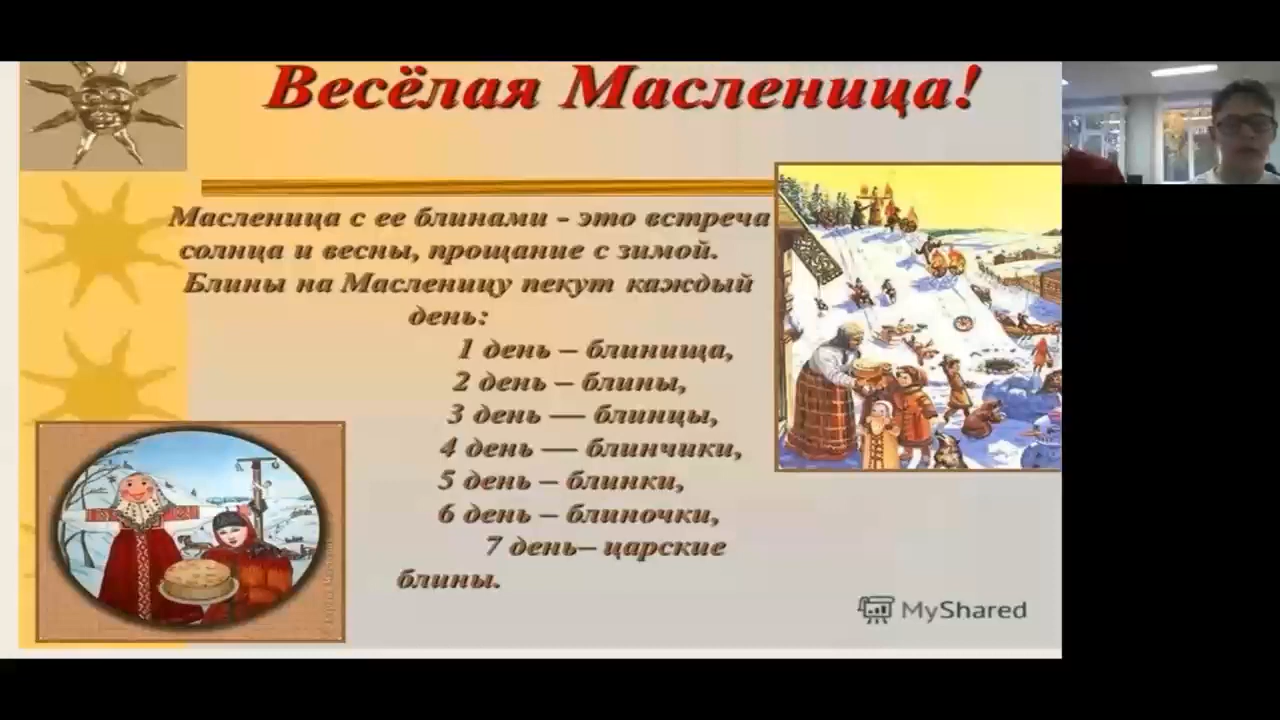 Весёлая Масленица!
Масленица с ее блинами - это встреча
солнца и весны, прощание с зимой.
Блины на Масленицу пекут каждый
день:
1 день – блинища,
2 день – блины,
3 день — блинцы,
4 день — блинчики,
5 день – блинки,
6 день – блиночки,
7 день– царские
блины.
MyShared